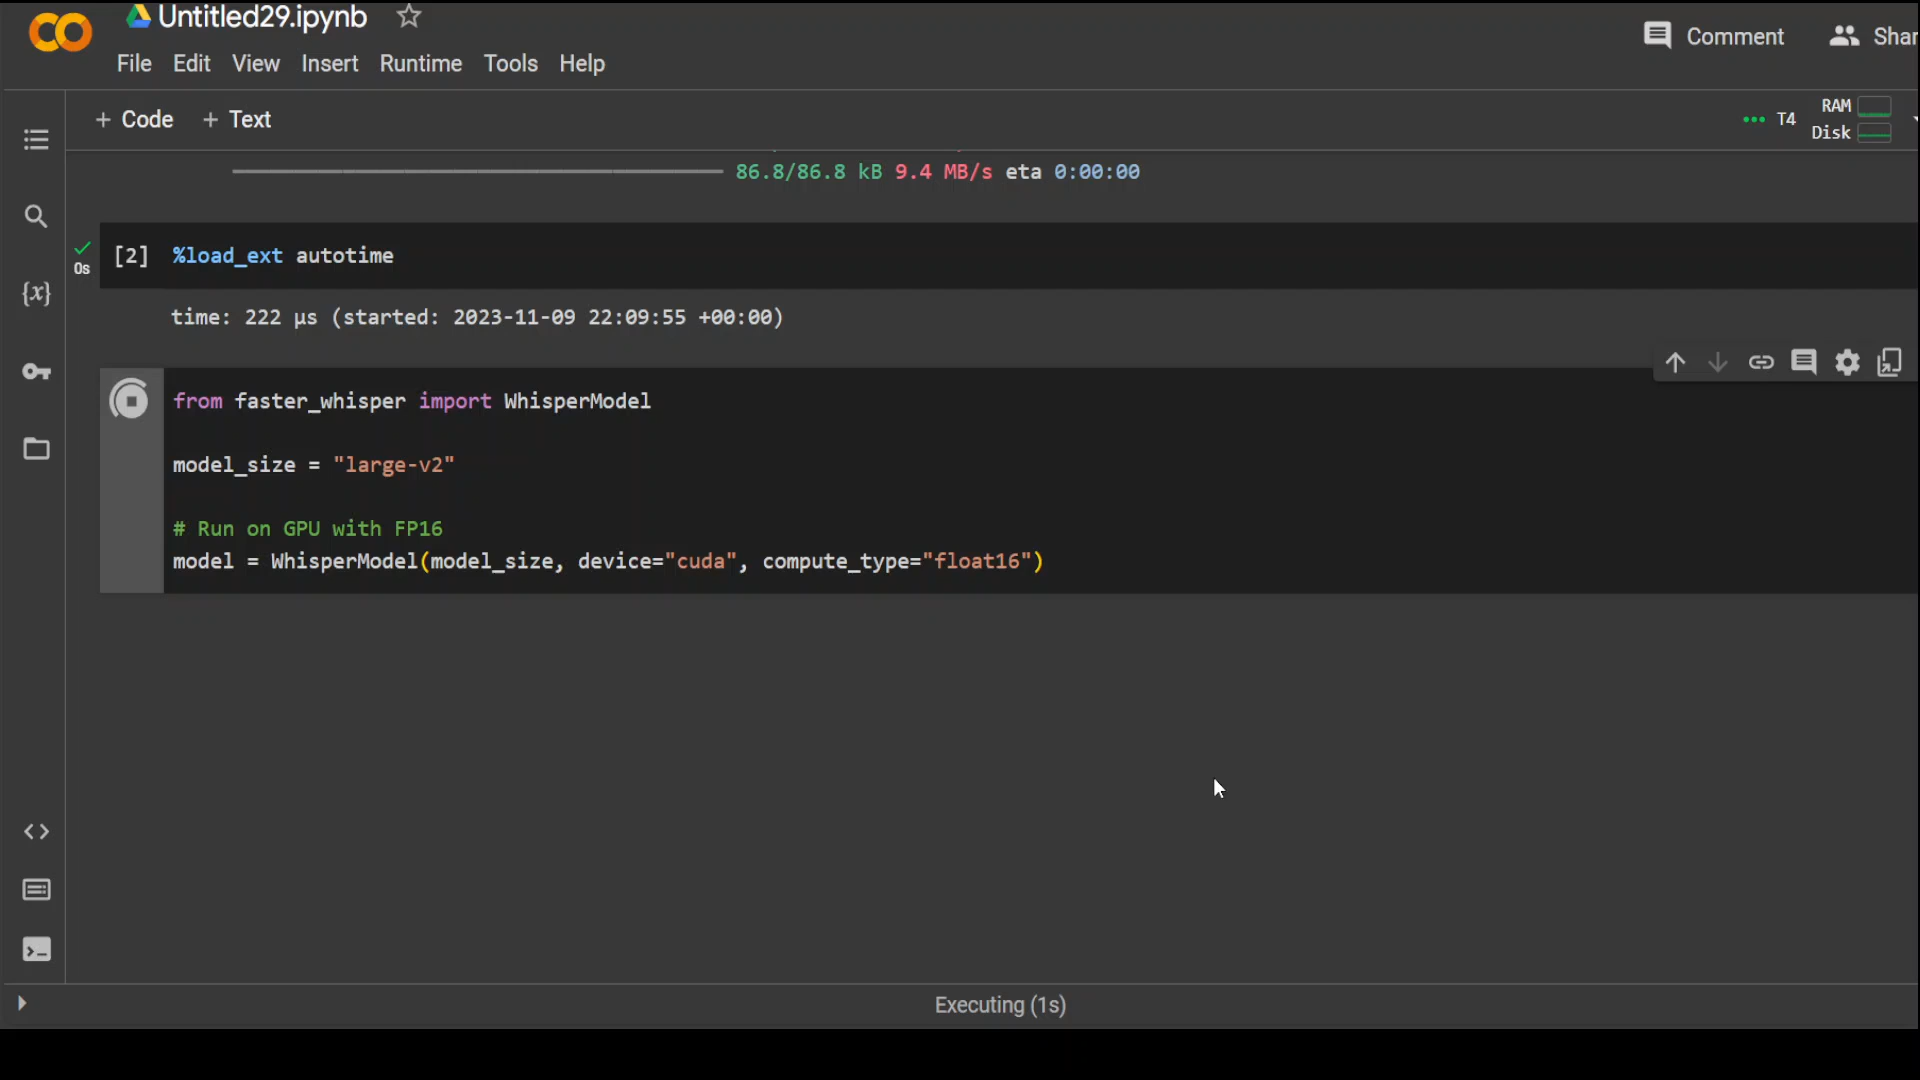 Untitled29.ipynb
Comment
Shar
File Edit View Insert Runtime Tools Help
+ Code + Text
T4
RAM
Disk
86.8/86.8 kB 9.4 MB/s eta 0:00:00
[2] %load_ext autotime
0s
time: 222 µs (started: 2023-11-09 22:09:55 +00:00)
{x}
from faster_whisper import WhisperModel
model_size = "large-v2"
# Run on GPU with FP16
model = WhisperModel(model_size, device="cuda", compute_type="float16")
Executing (1s)